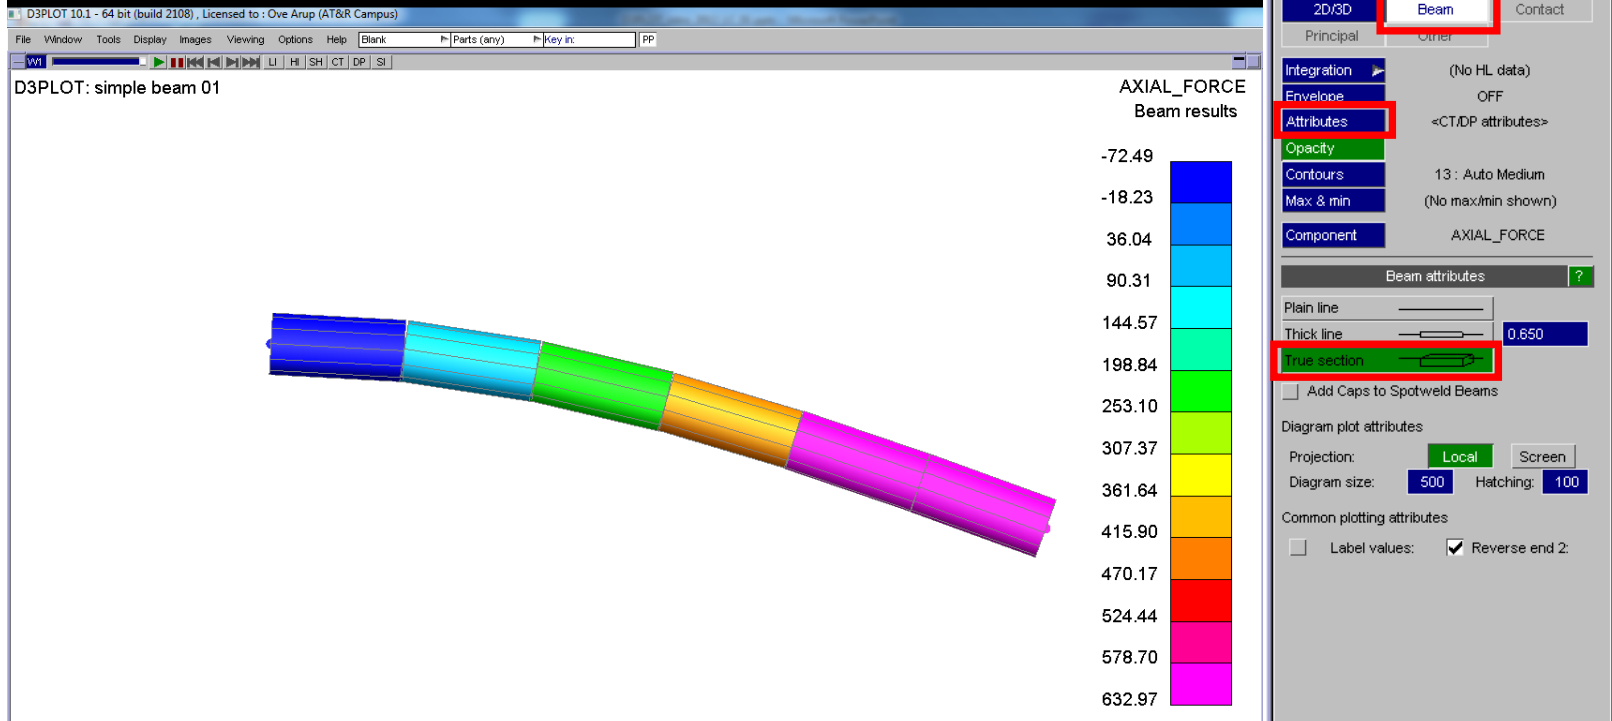 D3PLOT 10.1 - 64 bit (build 2108) , Licensed to : Ove Arup (AT&R Campus)
File Window Tools Display Images Viewing Options Help Blank Parts (any) Key in: PP
W1 LI HI SH CT DP SI
D3PLOT: simple beam 01
AXIAL_FORCE
Beam results
-72.49
-18.23
36.04
90.31
144.57
198.84
253.10
307.37
361.64
415.90
470.17
524.44
578.70
632.97
2D/3D Beam Contact
Principal Other
Integration (No HL data)
Envelope OFF
Attributes <CT/DP attributes>
Opacity
Contours 13 : Auto Medium
Max & min (No max/min shown)
Component AXIAL_FORCE
Beam attributes ?
Plain line
Thick line 0.650
True section
Add Caps to Spotweld Beams
Diagram plot attributes
Projection: Local Screen
Diagram size: 500 Hatching: 100
Common plotting attributes
Label values: Reverse end 2: